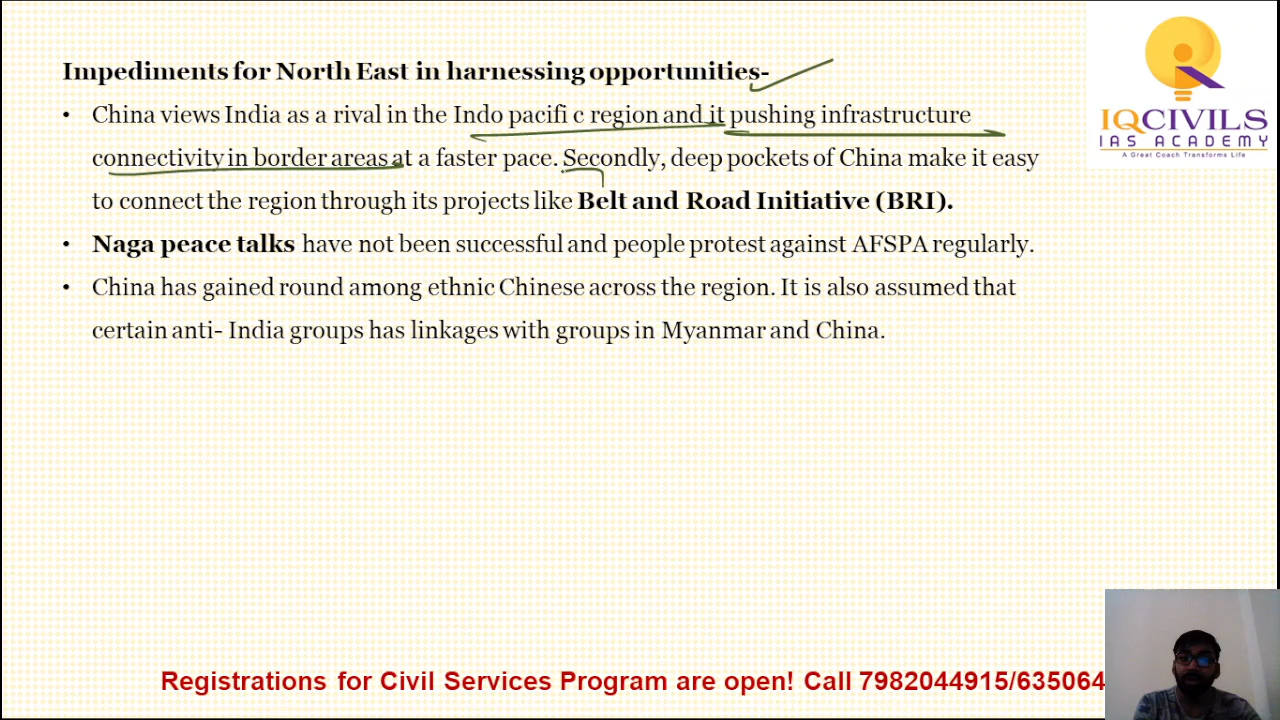 Impediments for North East in harnessing opportunities-
• China views India as a rival in the Indo pacifi c region and it pushing infrastructure
connectivity in border areas at a faster pace. Secondly, deep pockets of China make it easy
to connect the region through its projects like Belt and Road Initiative (BRI).
• Naga peace talks have not been successful and people protest against AFSPA regularly.
• China has gained round among ethnic Chinese across the region. It is also assumed that
certain anti- India groups has linkages with groups in Myanmar and China.
IQCIVILS
IAS ACADEMY
A Great Coach Transforms Life
Registrations for Civil Services Program are open! Call 7982044915/635064